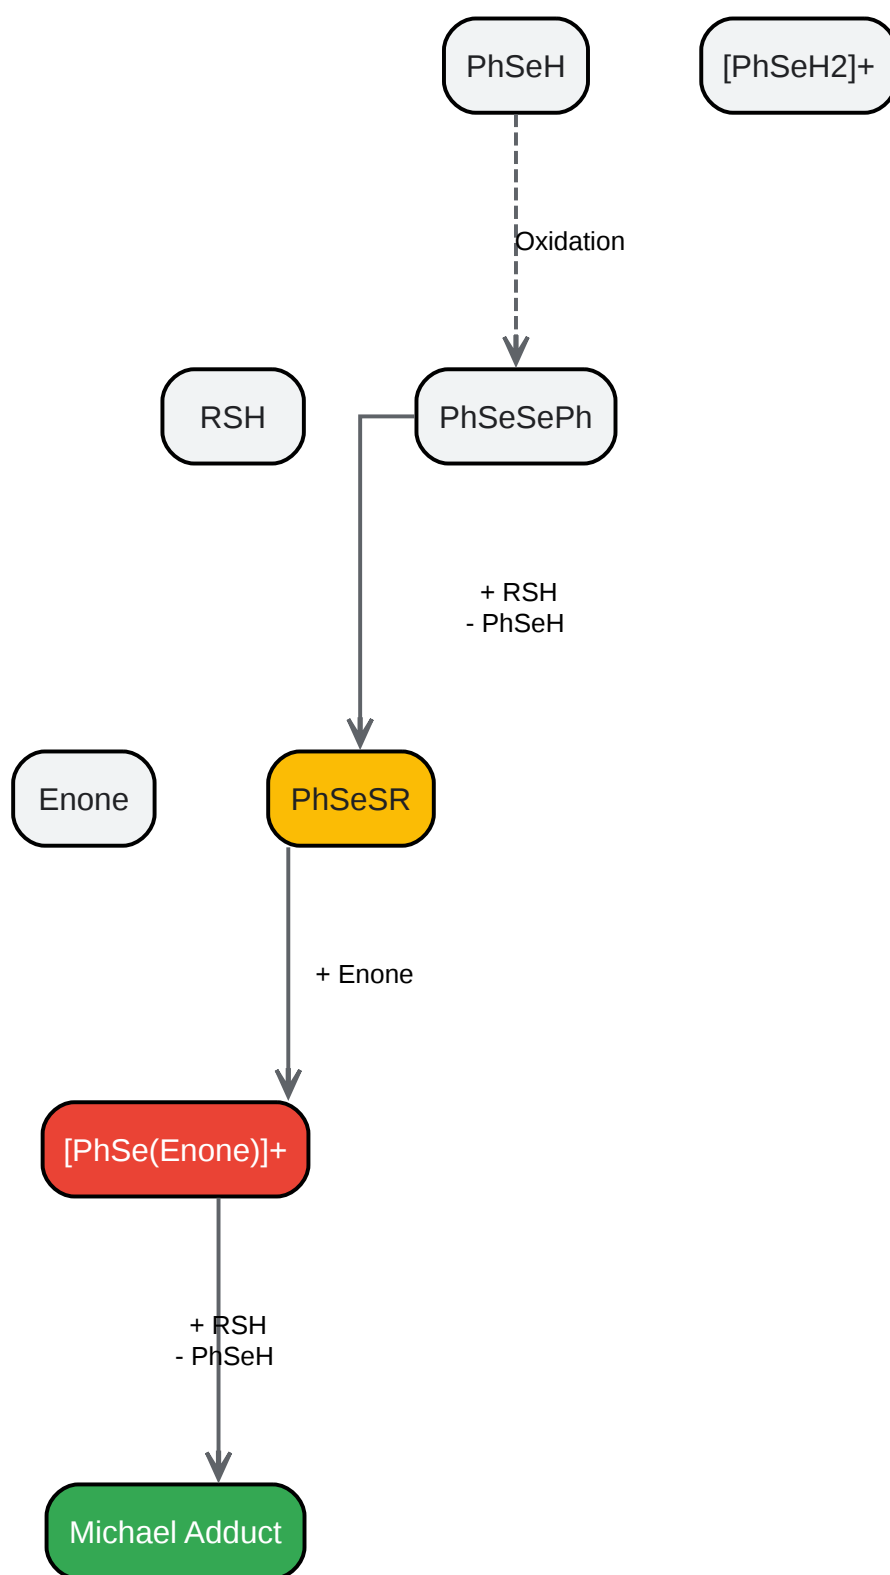 PhSeH
[PhSeH2]+
Oxidation
RSH
PhSeSePh
+ RSH
- PhSeH
Enone
PhSeSR
+ Enone
[PhSe(Enone)]+
+ RSH
- PhSeH
Michael Adduct